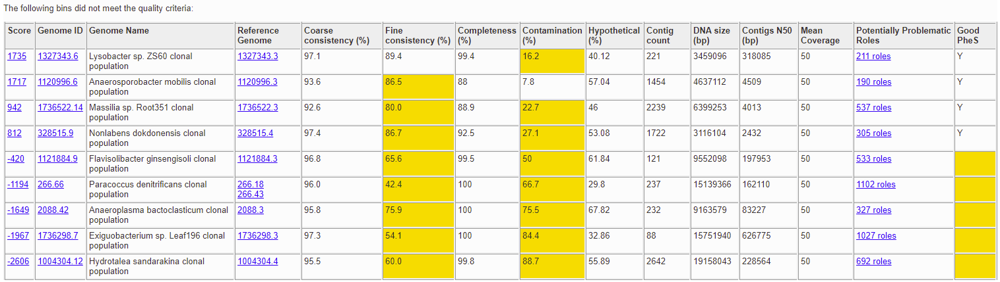 The following bins did not meet the quality criteria:
Score Genome ID Genome Name Reference Genome Coarse consistency (%) Fine consistency (%) Completeness (%) Contamination (%) Hypothetical (%) Contig count DNA size (bp) Contigs N50 (bp) Mean Coverage Potentially Problematic Roles Good PheS
1735 1327343.6 Lysobacter sp. ZS60 clonal population 1327343.3 97.1 89.4 99.4 16.2 40.12 221 3459096 318085 50 211 roles Y
1717 1120996.6 Anaerosporobacter mobilis clonal population 1120996.3 93.6 86.5 88 7.8 57.04 1454 4637112 4509 50 190 roles Y
942 1736522.14 Massilia sp. Root351 clonal population 1736522.3 92.6 80.0 88.9 22.7 46 2239 6399253 4013 50 537 roles Y
812 328515.9 Nonlabens dokdonensis clonal population 328515.4 97.4 86.7 92.5 27.1 53.08 1722 3116104 2432 50 305 roles Y
-420 1121884.9 Flavisolibacter ginsengisoli clonal population 1121884.3 96.8 65.6 99.5 50 61.84 121 9552098 197953 50 533 roles
-1194 266.66 Paracoccus denitrificans clonal population 266.18 266.43 96.0 42.4 100 66.7 29.8 237 15139366 162110 50 1102 roles
-1649 2088.42 Anaeroplasma bactoclasticum clonal population 2088.3 95.8 75.9 100 75.5 67.82 232 9163579 83227 50 327 roles
-1967 1736298.7 Exiguobacterium sp. Leaf196 clonal population 1736298.3 97.3 54.1 100 84.4 32.86 88 15751940 626775 50 1027 roles
-2606 1004304.12 Hydrotalea sandarakina clonal population 1004304.4 95.5 60.0 99.8 88.7 55.89 2642 19158043 228564 50 692 roles